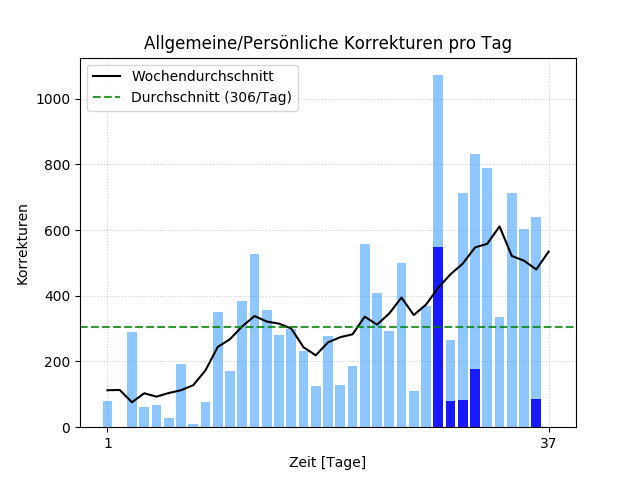 Allgemeine/Persönliche Korrekturen pro Tag
Wochendurchschnitt
Durchschnitt (306/Tag)
1000
800
600
400
200
0
Korrekturen
1
37
Zeit [Tage]